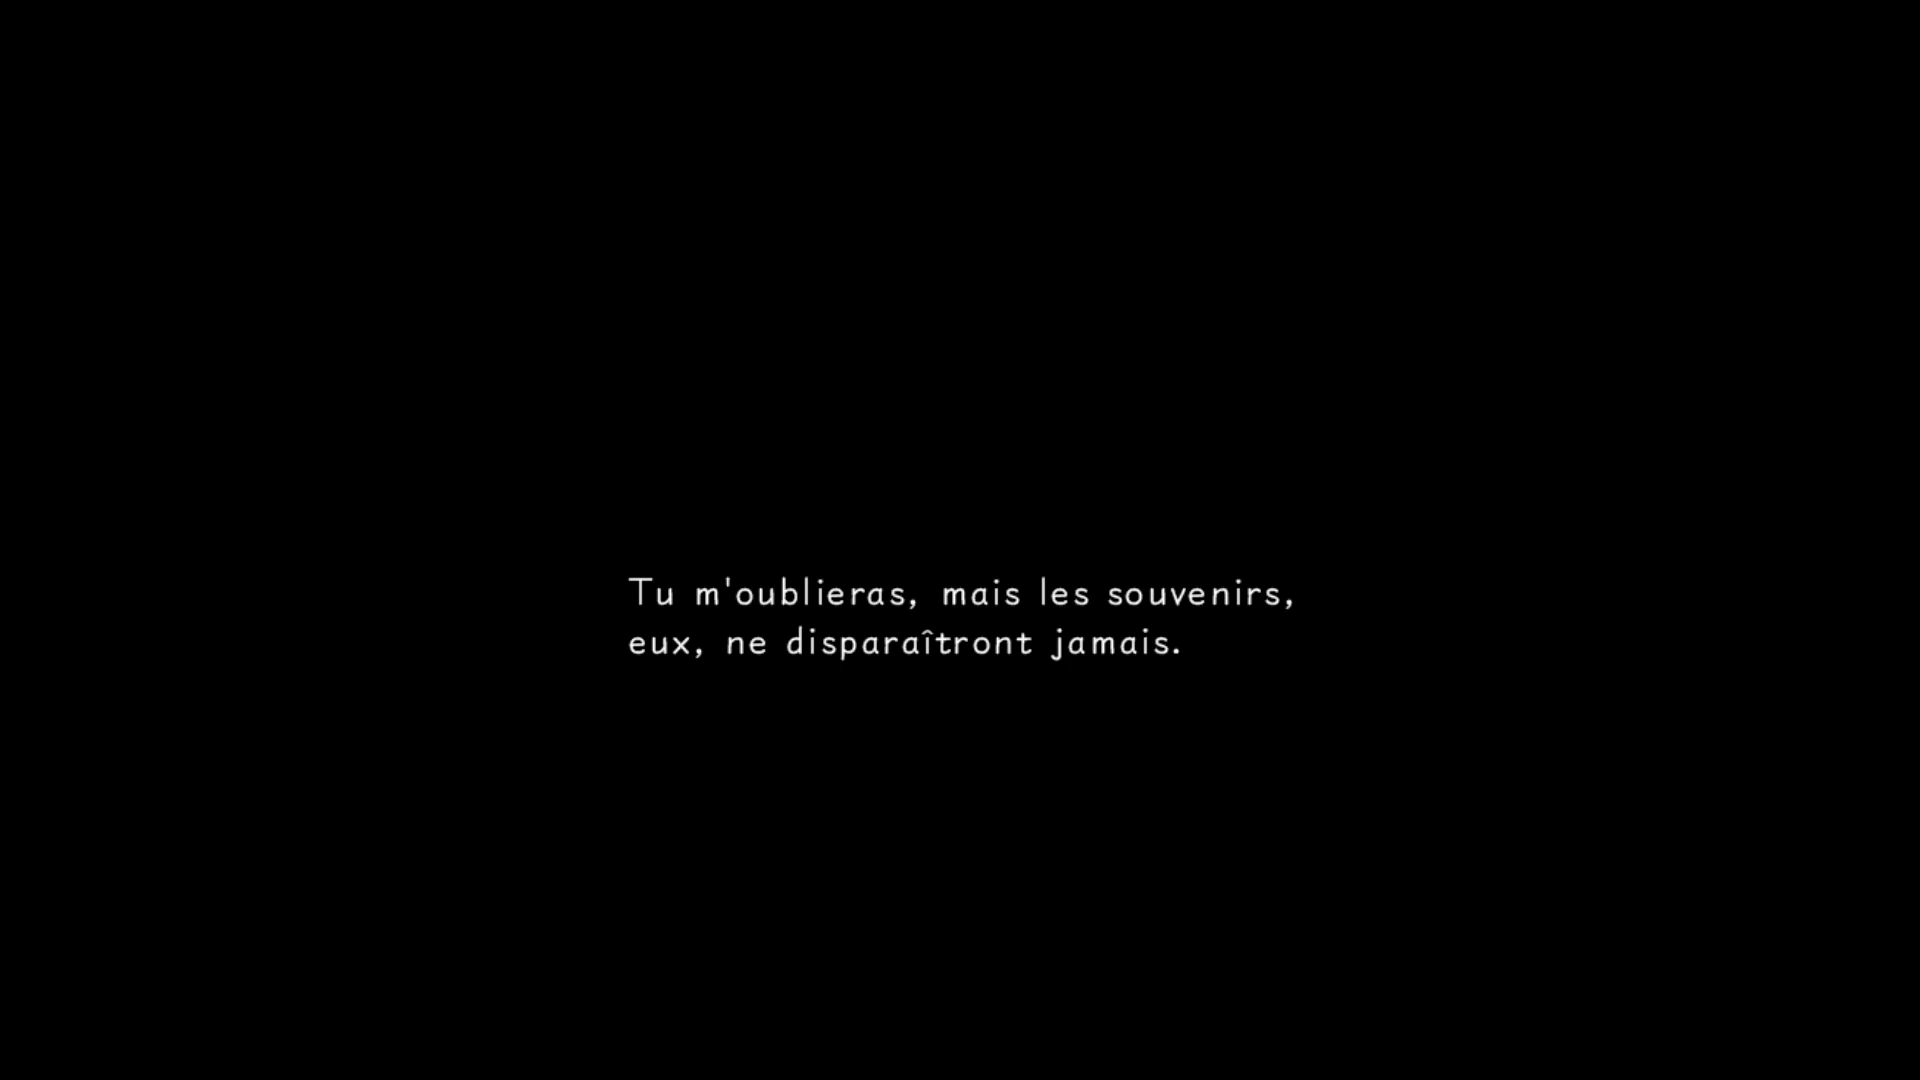 Tu m'oublieras, mais les souvenirs,
eux, ne disparaîtront jamais.